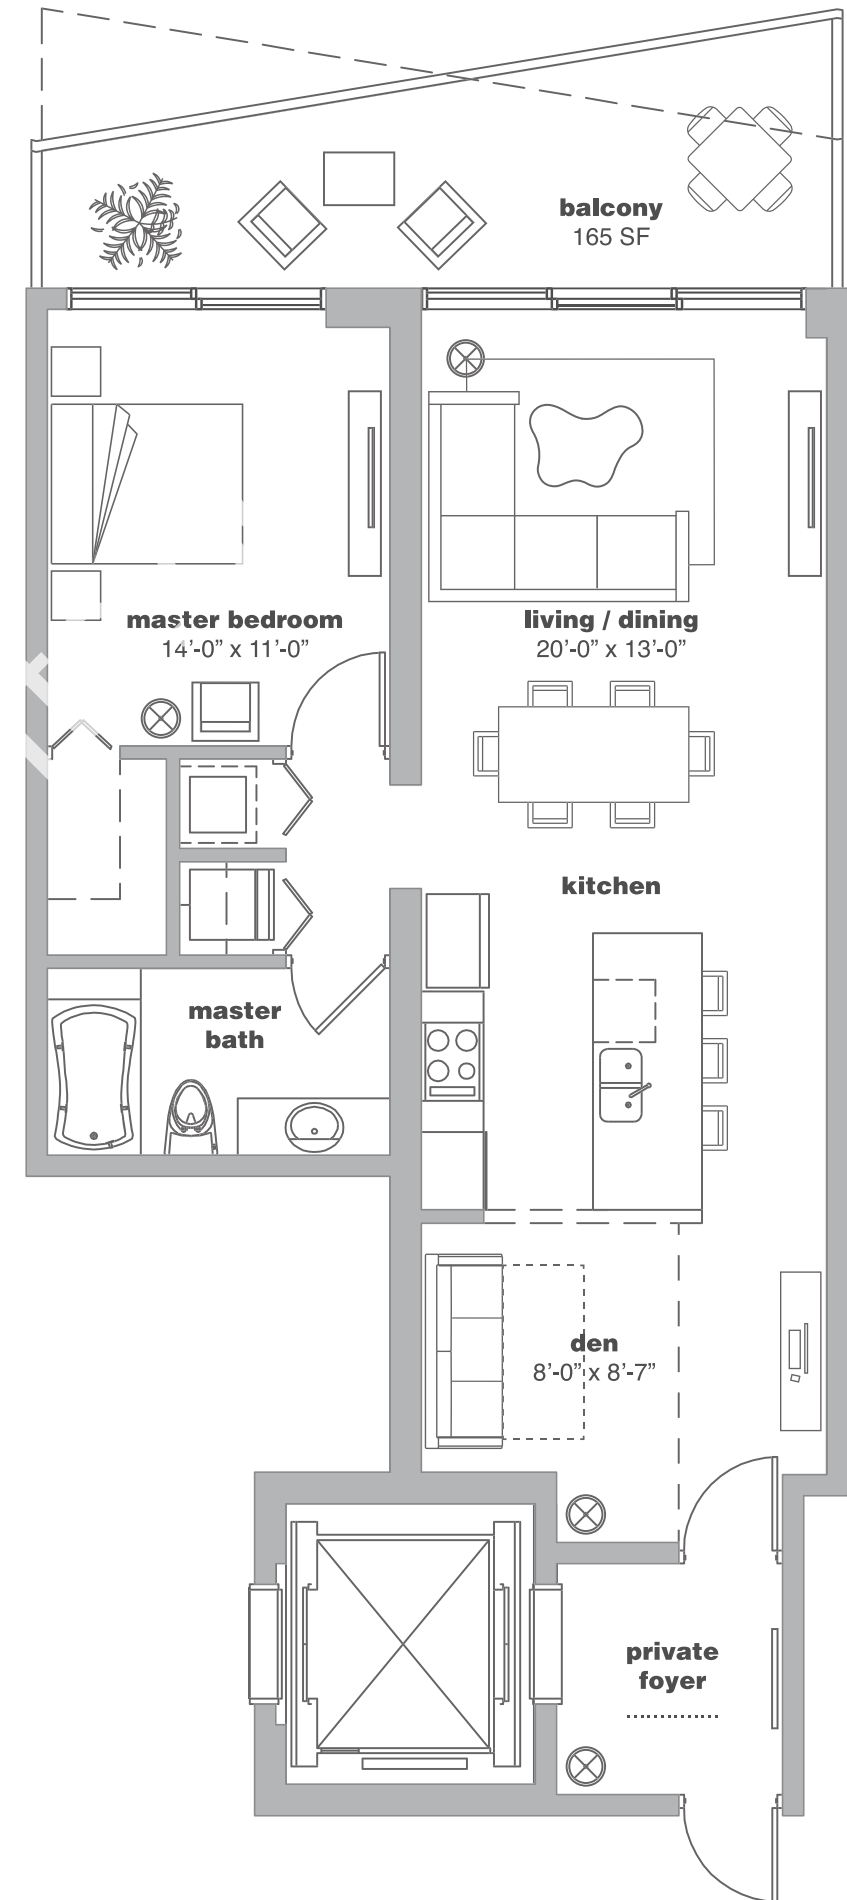 balcony
165 SF
master bedroom
14’-0” x 11’-0”
living / dining
20’-0” x 13’-0”
kitchen
master
bath
den
8’-0” x 8’-7”
private
foyer